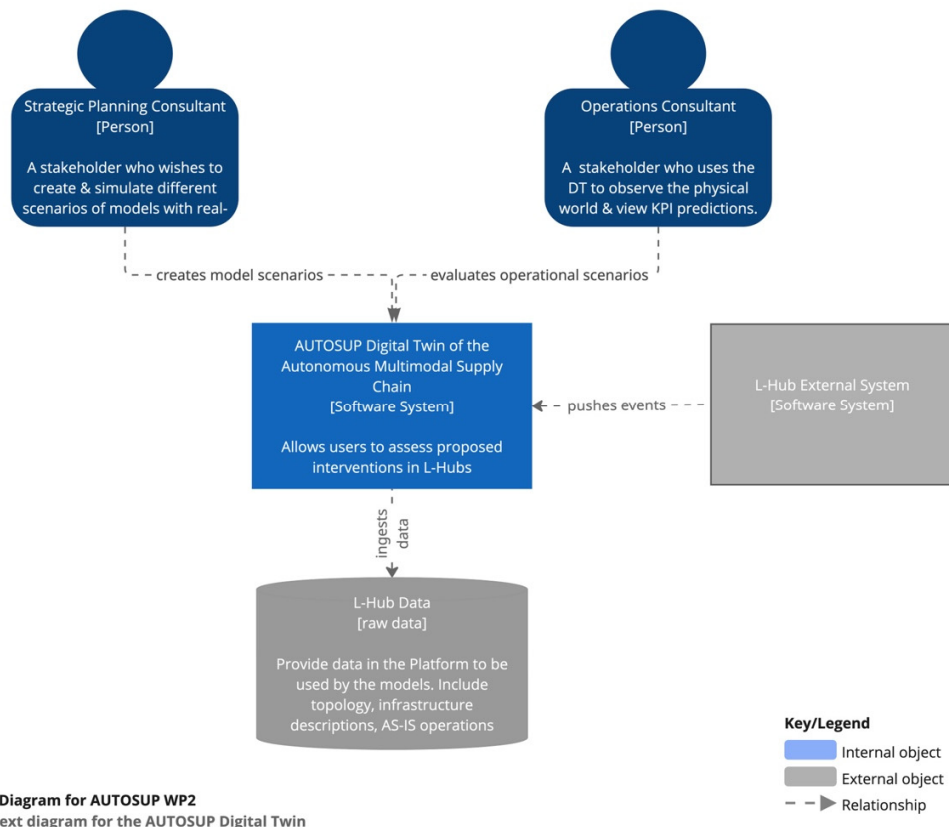 Strategic Planning Consultant
[Person]
A stakeholder who wishes to
create & simulate different
scenarios of models with real-
Operations Consultant
[Person]
A stakeholder who uses the
DT to observe the physical
world & view KPI predictions.
creates model scenarios
evaluates operational scenarios
AUTOSUP Digital Twin of the
Autonomous Multimodal Supply
Chain
[Software System]
Allows users to assess proposed
interventions in L-Hubs
pushes events
L-Hub External System
[Software System]
ingests
data
L-Hub Data
[raw data]
Provide data in the Platform to be
used by the models. Include
topology, infrastructure
descriptions, AS-IS operations
Key/Legend
Internal object
External object
Relationship
Diagram for AUTOSUP WP2
ext diagram for the AUTOSUP Digital Twin